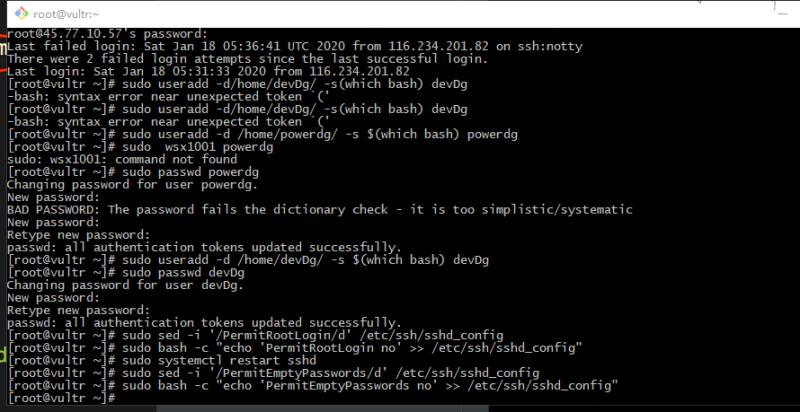 root@vultr:~
root@45.77.10.57's password:
Last failed login: Sat Jan 18 05:36:41 UTC 2020 from 116.234.201.82 on ssh:notty
There were 2 failed login attempts since the last successful login.
Last login: Sat Jan 18 05:31:33 2020 from 116.234.201.82
[root@vultr ~]# sudo useradd -d/home/devDg/ -s(which bash) devDg
-bash: syntax error near unexpected token `('
[root@vultr ~]# sudo useradd -d/home/devDg/ -s(which bash) devDg
-bash: syntax error near unexpected token `('
[root@vultr ~]# sudo useradd -d /home/powerdg/ -s $(which bash) powerdg
[root@vultr ~]# sudo  wsx1001 powerdg
sudo: wsx1001: command not found
[root@vultr ~]# sudo passwd powerdg
Changing password for user powerdg.
New password:
BAD PASSWORD: The password fails the dictionary check - it is too simplistic/systematic
New password:
Retype new password:
passwd: all authentication tokens updated successfully.
[root@vultr ~]# sudo useradd -d /home/devDg/ -s $(which bash) devDg
[root@vultr ~]# sudo passwd devDg
Changing password for user devDg.
New password:
Retype new password:
passwd: all authentication tokens updated successfully.
[root@vultr ~]# sudo sed -i '/PermitRootLogin/d' /etc/ssh/sshd_config
[root@vultr ~]# sudo bash -c "echo 'PermitRootLogin no' >> /etc/ssh/sshd_config"
[root@vultr ~]# sudo systemctl restart sshd
[root@vultr ~]# sudo sed -i '/PermitEmptyPasswords/d' /etc/ssh/sshd_config
[root@vultr ~]# sudo bash -c "echo 'PermitEmptyPasswords no' >> /etc/ssh/sshd_config"
[root@vultr ~]#